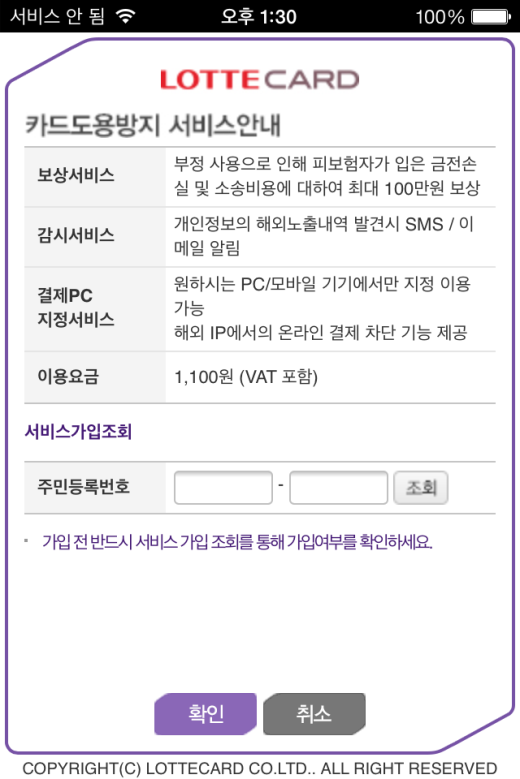 서비스 안 됨 오후 1:30 100%
LOTTE CARD
카드도용방지 서비스안내
보상서비스
부정 사용으로 인해 피보험자가 입은 금전손
실 및 소송비용에 대하여 최대 100만원 보상
감시서비스
개인정보의 해외노출내역 발견시 SMS / 이
메일 알림
결제PC
지정서비스
원하시는 PC/모바일 기기에서만 지정 이용
가능
해외 IP에서의 온라인 결제 차단 기능 제공
이용요금
1,100원 (VAT 포함)
서비스가입조회
주민등록번호 - 조회
가입 전 반드시 서비스 가입 조회를 통해 가입여부를 확인하세요.
확인 취소
COPYRIGHT(C) LOTTECARD CO.LTD.. ALL RIGHT RESERVED